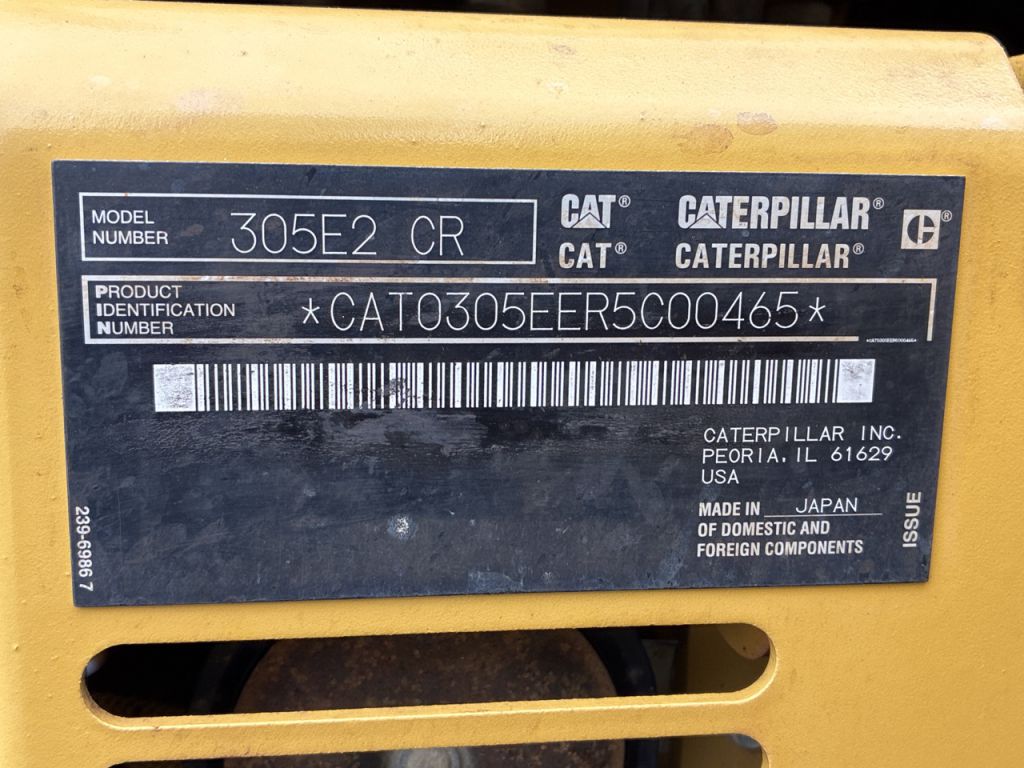 MODEL NUMBER 305E2 CR
CAT® CATERPILLAR® ®
CAT® CATERPILLAR®
PRODUCT
IDENTIFICATION
NUMBER
*CAT0305EER5C00465*
*CAT0305EER5C00465*
CATERPILLAR INC.
PEORIA, IL 61629
USA
MADE IN JAPAN
OF DOMESTIC AND
FOREIGN COMPONENTS
ISSUE
239-6986 7